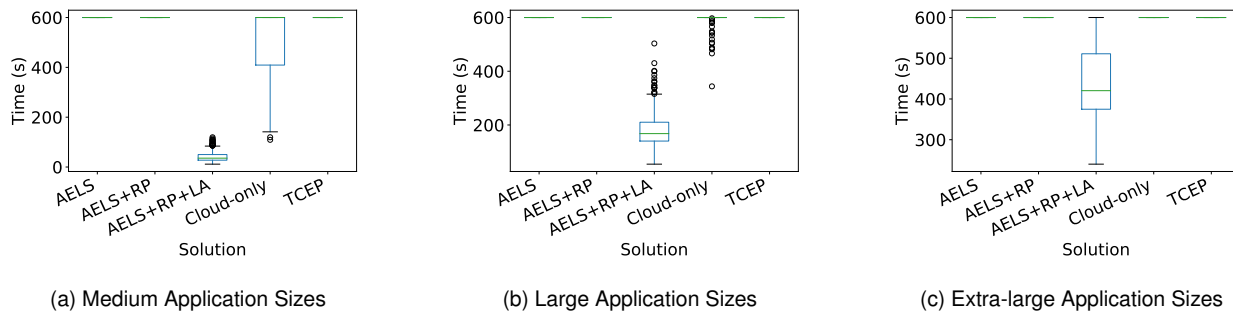 600
400
200
0
Time (s)
AELS
AELS+RP
AELS+RP+LA
Cloud-only
TCEP
Solution
(a) Medium Application Sizes
600
400
200
Time (s)
AELS
AELS+RP
AELS+RP+LA
Cloud-only
TCEP
Solution
(b) Large Application Sizes
600
500
400
300
Time (s)
AELS
AELS+RP
AELS+RP+LA
Cloud-only
TCEP
Solution
(c) Extra-large Application Sizes